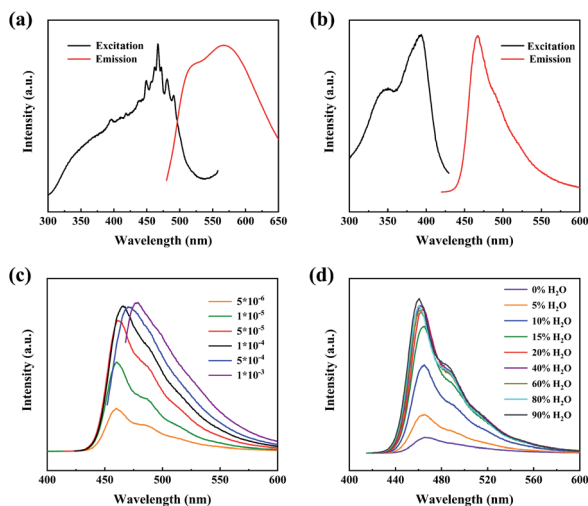 (a)
Excitation
Emission
Intensity (a.u.)
300 350 400 450 500 550 600 650
Wavelength (nm)
(b)
Excitation
Emission
Intensity (a.u.)
300 400 500 600
Wavelength (nm)
(c)
5*10⁻⁶
1*10⁻⁵
5*10⁻⁵
1*10⁻⁴
5*10⁻⁴
1*10⁻³
Intensity (a.u.)
400 450 500 550 600
Wavelength (nm)
(d)
0% H₂O
5% H₂O
10% H₂O
15% H₂O
20% H₂O
40% H₂O
60% H₂O
80% H₂O
90% H₂O
Intensity (a.u.)
400 440 480 520 560 600
Wavelength (nm)